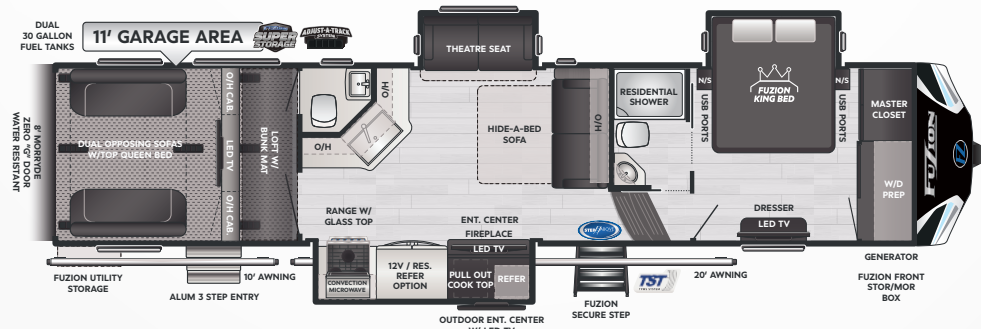 DUAL
30 GALLON
FUEL TANKS
11' GARAGE AREA
SUPER
STORAGE
ADJUST-A-TRACK
SYSTEM
8' MORRYDE
ZERO "G" DOOR
WATER RESISTANT
DUAL OPPOSING SOFAS
W/TOP QUEEN BED
O/H CAB
LED TV
O/H CAB
LOFT W/
BUNK MAT
H/O
O/H
THEATRE SEAT
HIDE-A-BED
SOFA
O/H
RESIDENTIAL
SHOWER
N/S
USB PORTS
FUZION
KING BED
N/S
USB PORTS
MASTER
CLOSET
W/D
PREP
FUZION
RANGE W/
GLASS TOP
ENT. CENTER
FIREPLACE
LED TV
CONVECTION
MICROWAVE
12V / RES.
REFER
OPTION
PULL OUT
COOK TOP
REFER
STEPABOVE
DRESSER
LED TV
FUZION UTILITY
STORAGE
10' AWNING
ALUM 3 STEP ENTRY
TST
FUZION
SECURE STEP
20' AWNING
GENERATOR
FUZION FRONT
STOR/MOR
BOX
OUTDOOR ENT. CENTER
W/ LED TV